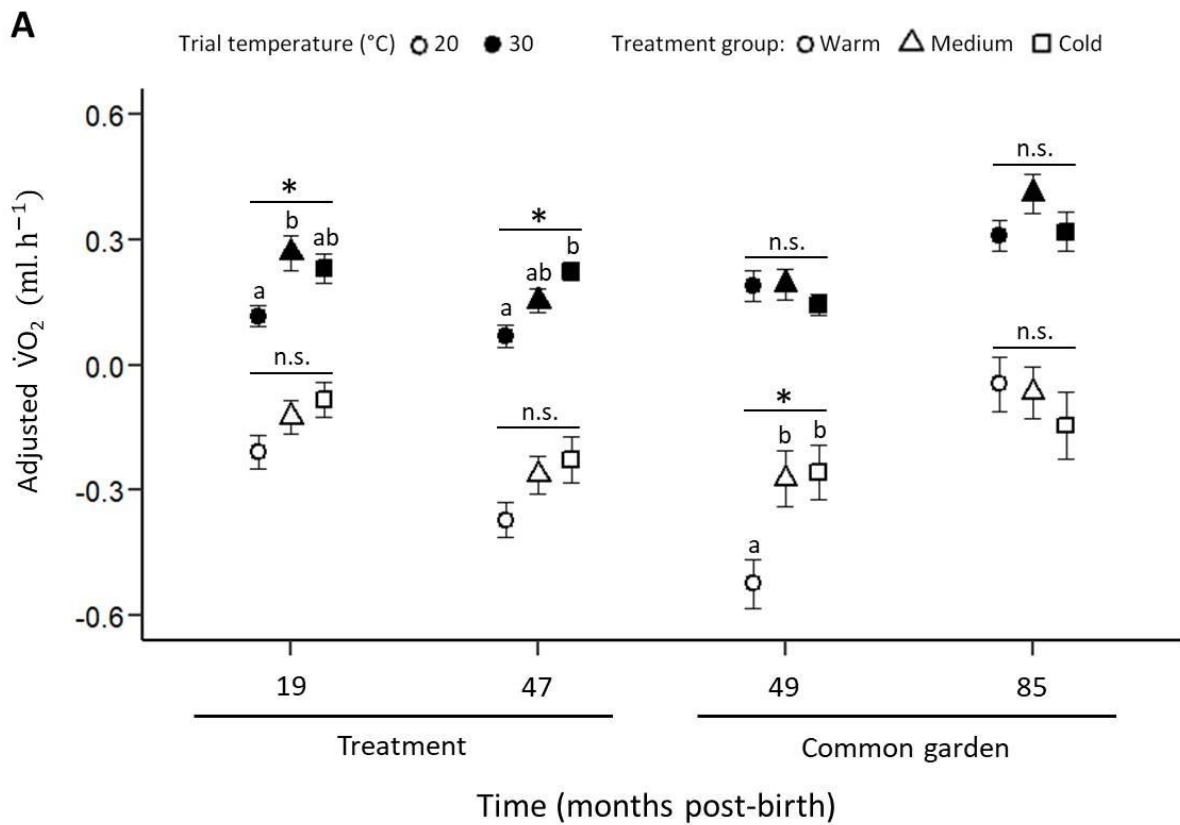 A
Trial temperature (°C) 20 30 Treatment group: Warm Medium Cold
0.6
0.3
0.0
-0.3
-0.6
Adjusted V̇O₂ (ml.h⁻¹)
*
b
ab
a
n.s.
*
b
ab
a
n.s.
n.s.
*
b
b
a
n.s.
n.s.
19 47 49 85
Treatment Common garden
Time (months post-birth)